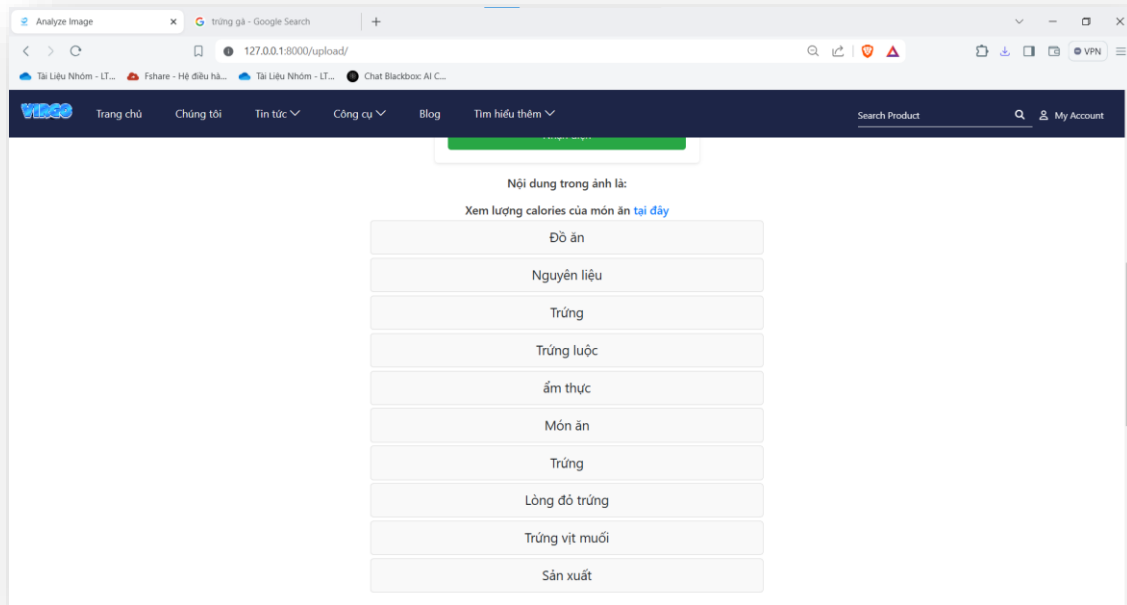 Analyze Image
trứng gà - Google Search
127.0.0.1:8000/upload/
VPN
Tài Liệu Nhóm - LT...
Fshare - Hệ điều hà...
Tài Liệu Nhóm - LT...
Chat Blackbox: AI C...
Trang chủ
Chúng tôi
Tin tức
Công cụ
Blog
Tìm hiểu thêm
Search Product
My Account
Nội dung trong ảnh là:
Xem lượng calories của món ăn tại đây
Đồ ăn
Nguyên liệu
Trứng
Trứng luộc
ẩm thực
Món ăn
Trứng
Lòng đỏ trứng
Trứng vịt muối
Sản xuất